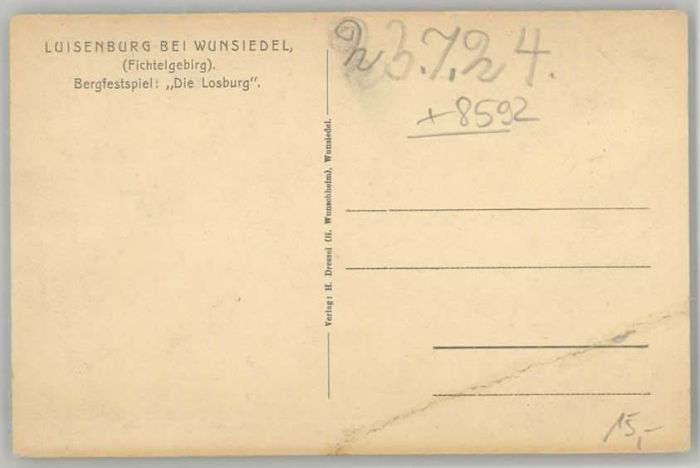 LUISENBURG BEI WUNSIEDEL,
(Fichtelgebirg).
Bergfestspiel: „Die Losburg“.
Verlag: H. Dressel (H. Wunschheim), Wunsiedel.
23.7.24.
+8592
15,-